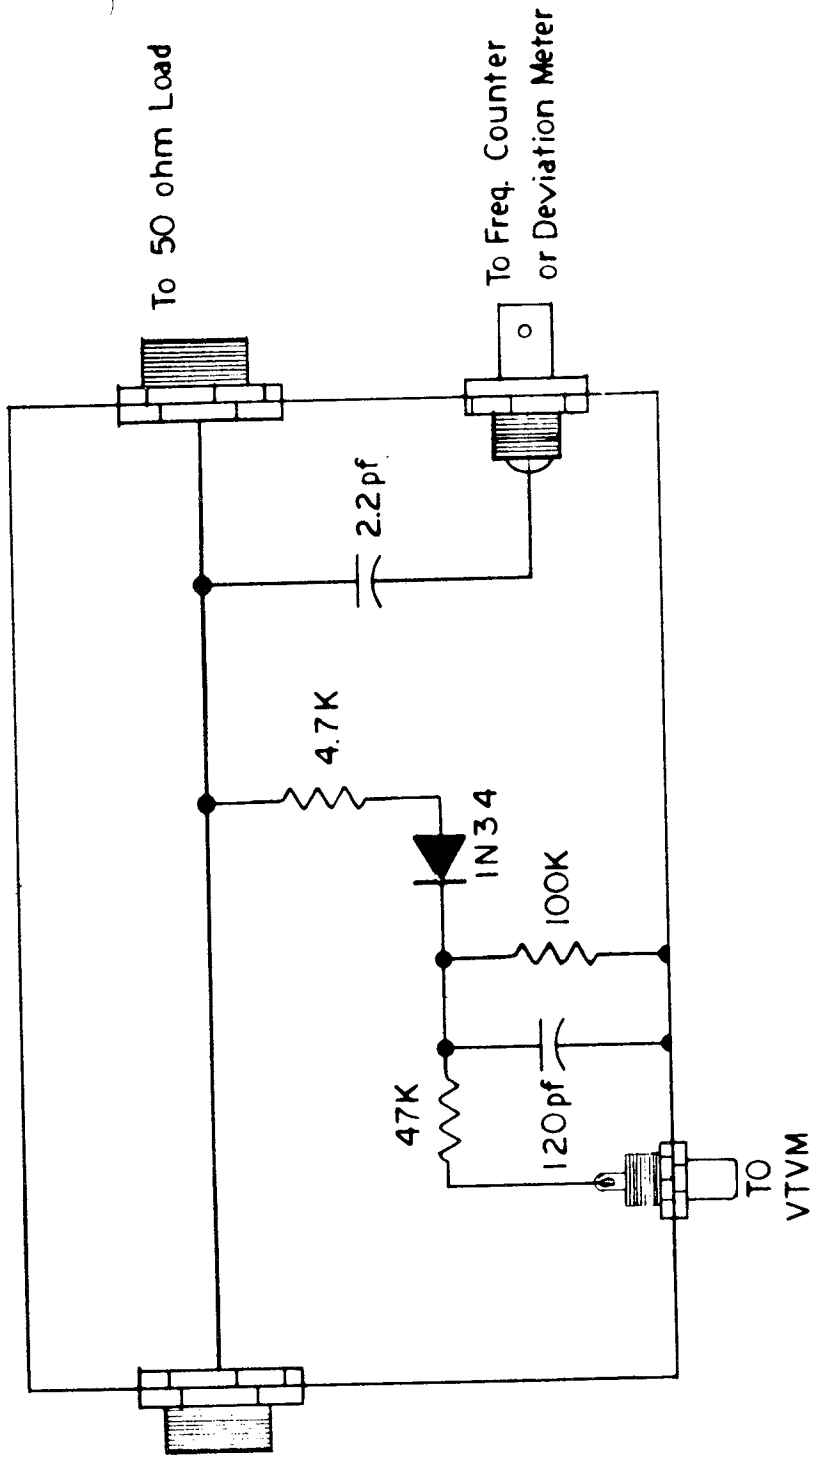 To 50 ohm Load
To Freq. Counter
or Deviation Meter
2.2pf
4.7K
1N34
100K
47K
120pf
TO
VTVM